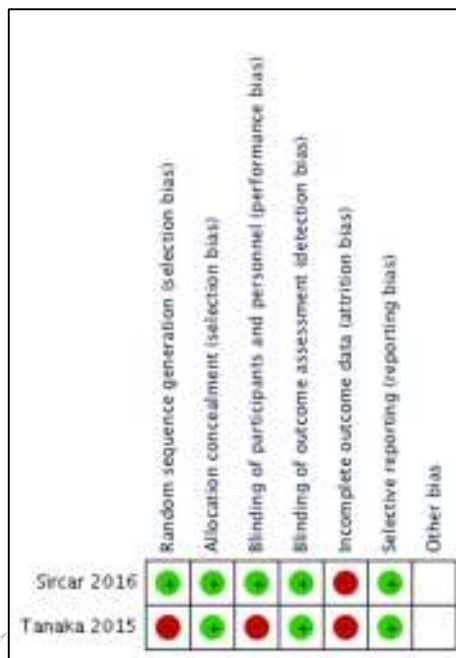 Random sequence generation (selection bias)
Allocation concealment (selection bias)
Blinding of participants and personnel (performance bias)
Blinding of outcome assessment (detection bias)
Incomplete outcome data (attrition bias)
Selective reporting (reporting bias)
Other bias
Sircar 2016
+ + + + +
Tanaka 2015
+ + +